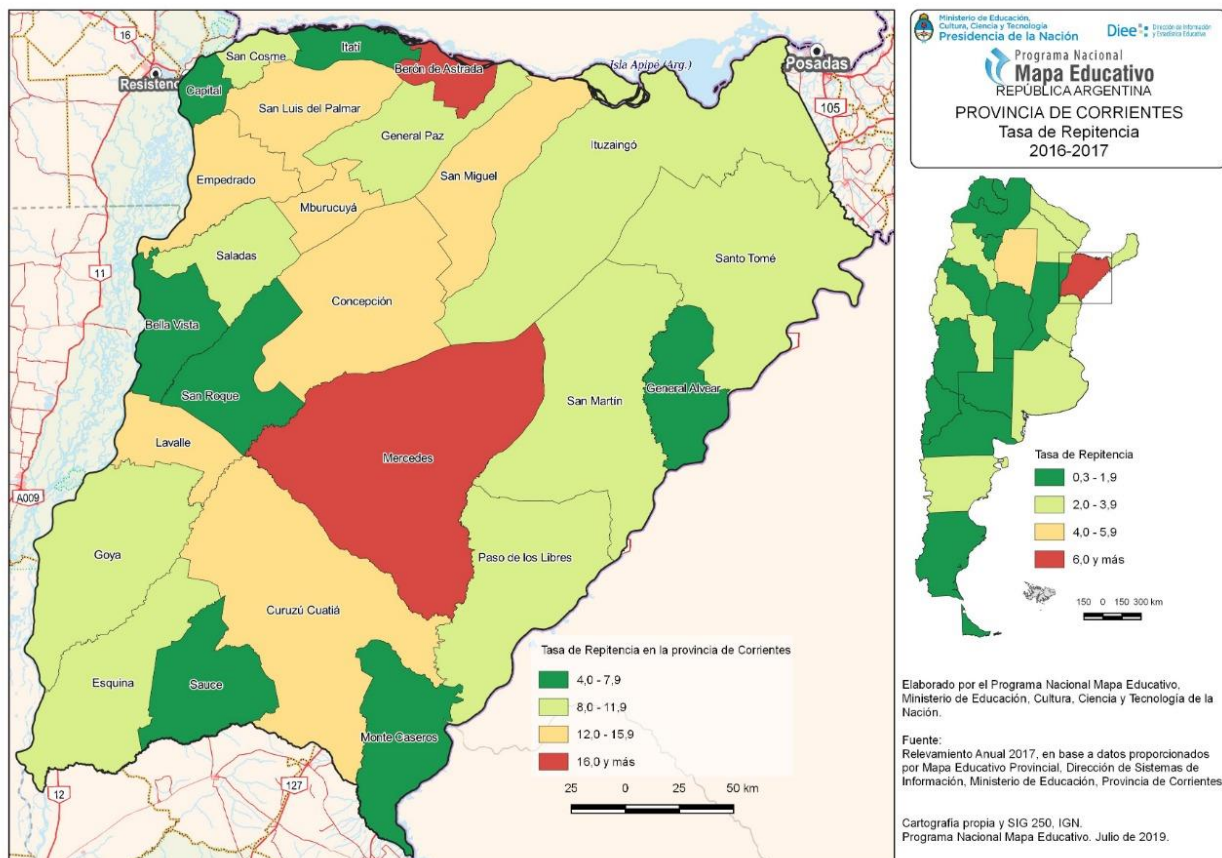 16
Resistenc
San Cosme
Itatí
Capital
Berón de Astrada
Isla Apipé (Arg.)
Posadas
105
San Luis del Palmar
General Paz
Ituzaingó
Empedrado
San Miguel
Mburucuyá
Saladas
Santo Tomé
11
Concepción
Bella Vista
San Roque
General Alvear
San Martín
Lavalle
Mercedes
A009
Goya
Paso de los Libres
Curuzú Cuatiá
Esquina
Sauce
Monte Caseros
12
127
Tasa de Repitencia en la provincia de Corrientes
4,0 - 7,9
8,0 - 11,9
12,0 - 15,9
16,0 y más
25 0 25 50 km
Ministerio de Educación,
Cultura, Ciencia y Tecnología
Presidencia de la Nación
Diee
Dirección de Información
y Estadística Educativa
Programa Nacional
Mapa Educativo
REPÚBLICA ARGENTINA
PROVINCIA DE CORRIENTES
Tasa de Repitencia
2016-2017
Tasa de Repitencia
0,3 - 1,9
2,0 - 3,9
4,0 - 5,9
6,0 y más
150 0 150 300 km
Elaborado por el Programa Nacional Mapa Educativo,
Ministerio de Educación, Cultura, Ciencia y Tecnología de la
Nación.
Fuente:
Relevamiento Anual 2017, en base a datos proporcionados
por Mapa Educativo Provincial, Dirección de Sistemas de
Información, Ministerio de Educación, Provincia de Corrientes
Cartografía propia y SIG 250, IGN.
Programa Nacional Mapa Educativo. Julio de 2019.